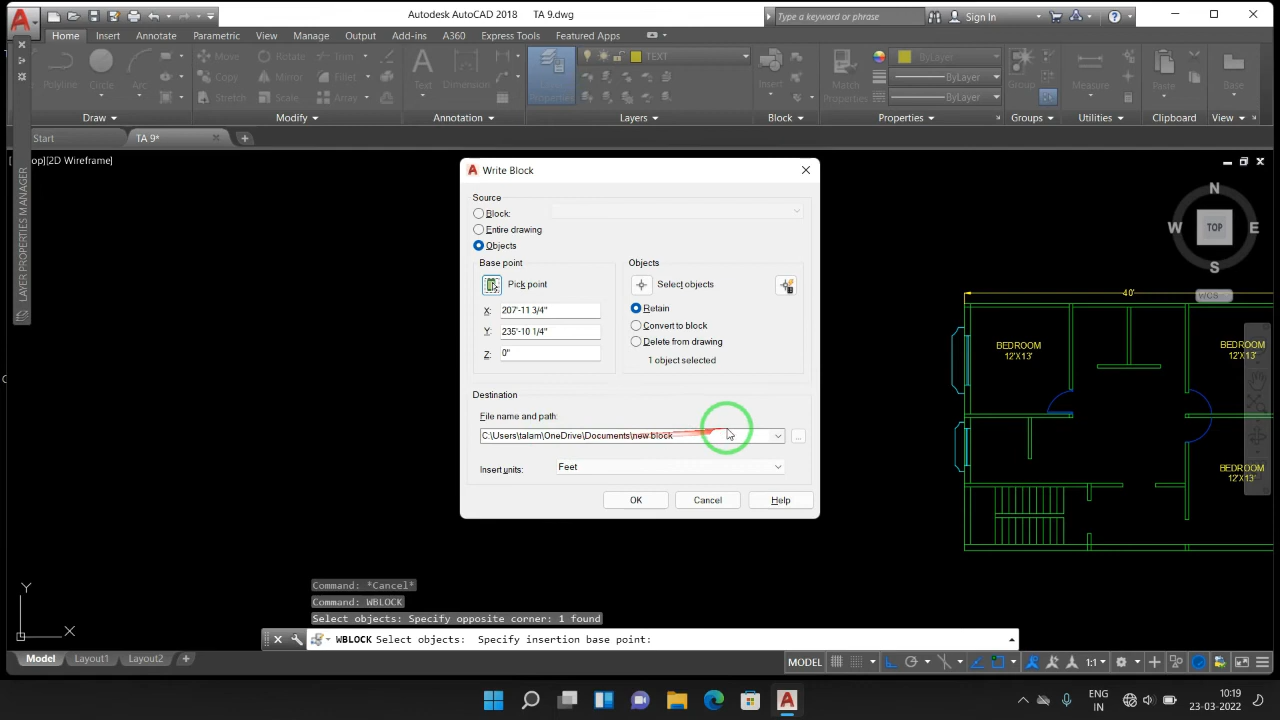 Autodesk AutoCAD 2018 TA 9.dwg
Type a keyword or phrase
Sign In
Home Insert Annotate Parametric View Manage Output Add-ins A360 Express Tools Featured Apps
Polyline Circle Arc
Move Rotate Trim
Copy Mirror Fillet
Stretch Scale Array
Text Dimension
Layer Properties
TEXT
Insert
Match Properties
ByLayer
ByLayer
ByLayer
Group
Measure
Paste
Base
Draw Modify Annotation Layers Block Properties Groups Utilities Clipboard View
Start TA 9*
[2D Wireframe]
LAYER PROPERTIES MANAGER
Write Block
Source
Block:
Entire drawing
Objects
Base point
Pick point
X: 207'-11 3/4"
Y: 235'-10 1/4"
Z: 0"
Objects
Select objects
Retain
Convert to block
Delete from drawing
1 object selected
Destination
File name and path:
C:\Users\talam\OneDrive\Documents\new block
...
Insert units: Feet
OK Cancel Help
N
W TOP E
S
WCS
40'
BEDROOM
12'X13'
BEDROOM
12'X13'
BEDROOM
12'X13'
Y
X
Command: *Cancel*
Command: WBLOCK
Select objects: Specify opposite corner: 1 found
WBLOCK Select objects: Specify insertion base point:
Model Layout1 Layout2
MODEL
1:1
ENG
IN
10:19
23-03-2022